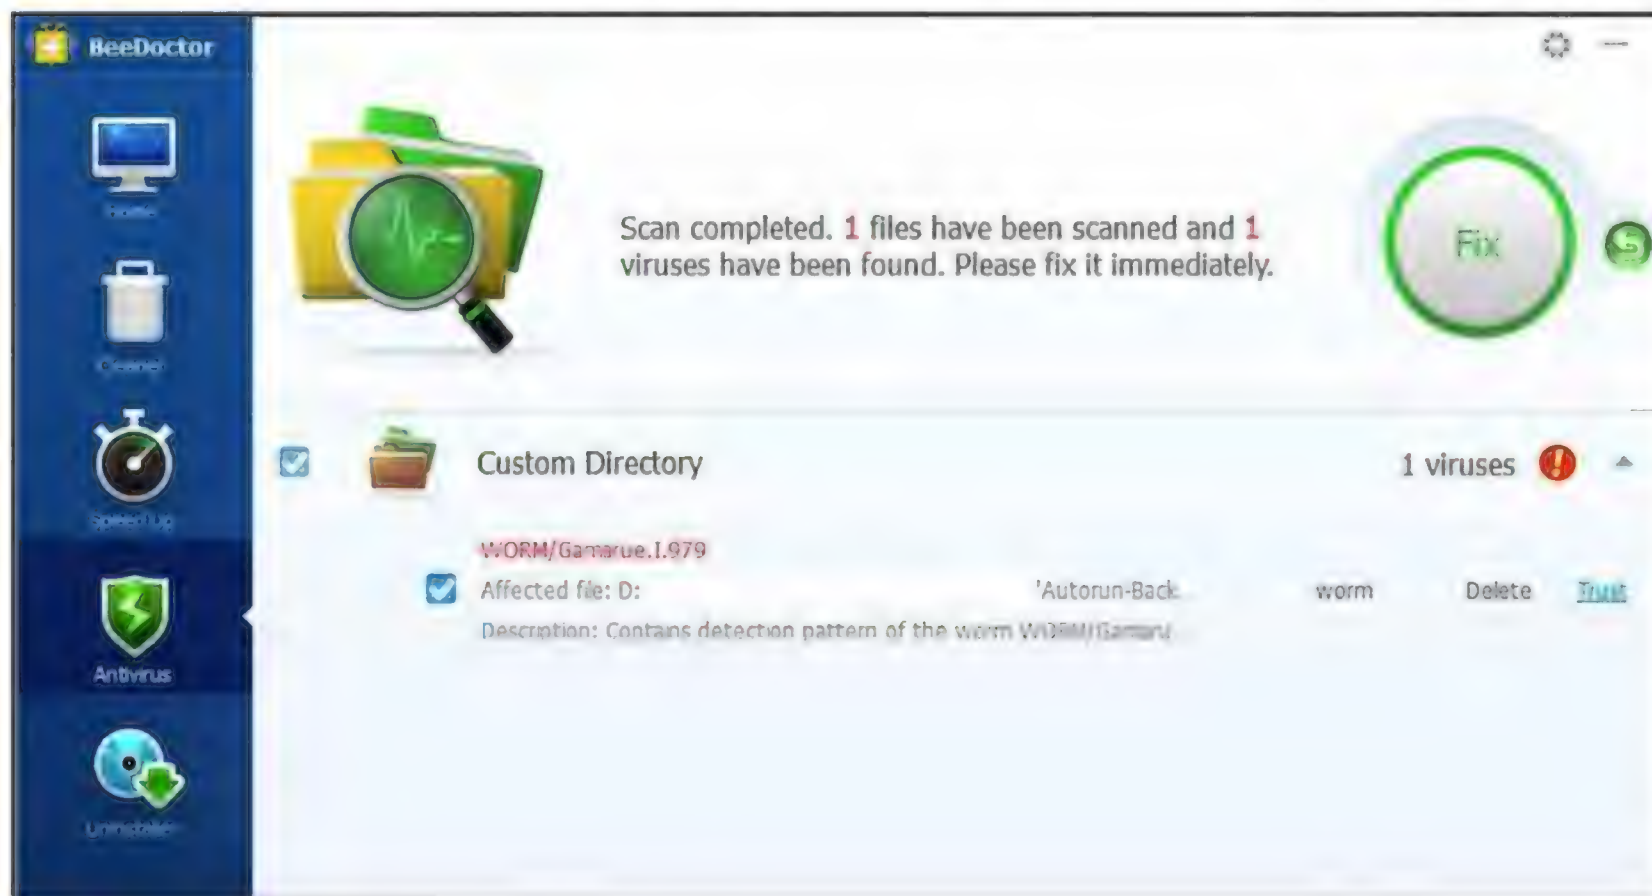 BeeDoctor
Scan completed. 1 files have been scanned and 1
viruses have been found. Please fix it immediately.
Fix
Custom Directory
1 viruses
WORM/Gamarue.I.979
Affected file: D:
'Autorun-Back...
worm
Delete
Trust
Description: Contains detection pattern of the worm WORM/Gamaru...
Antivirus